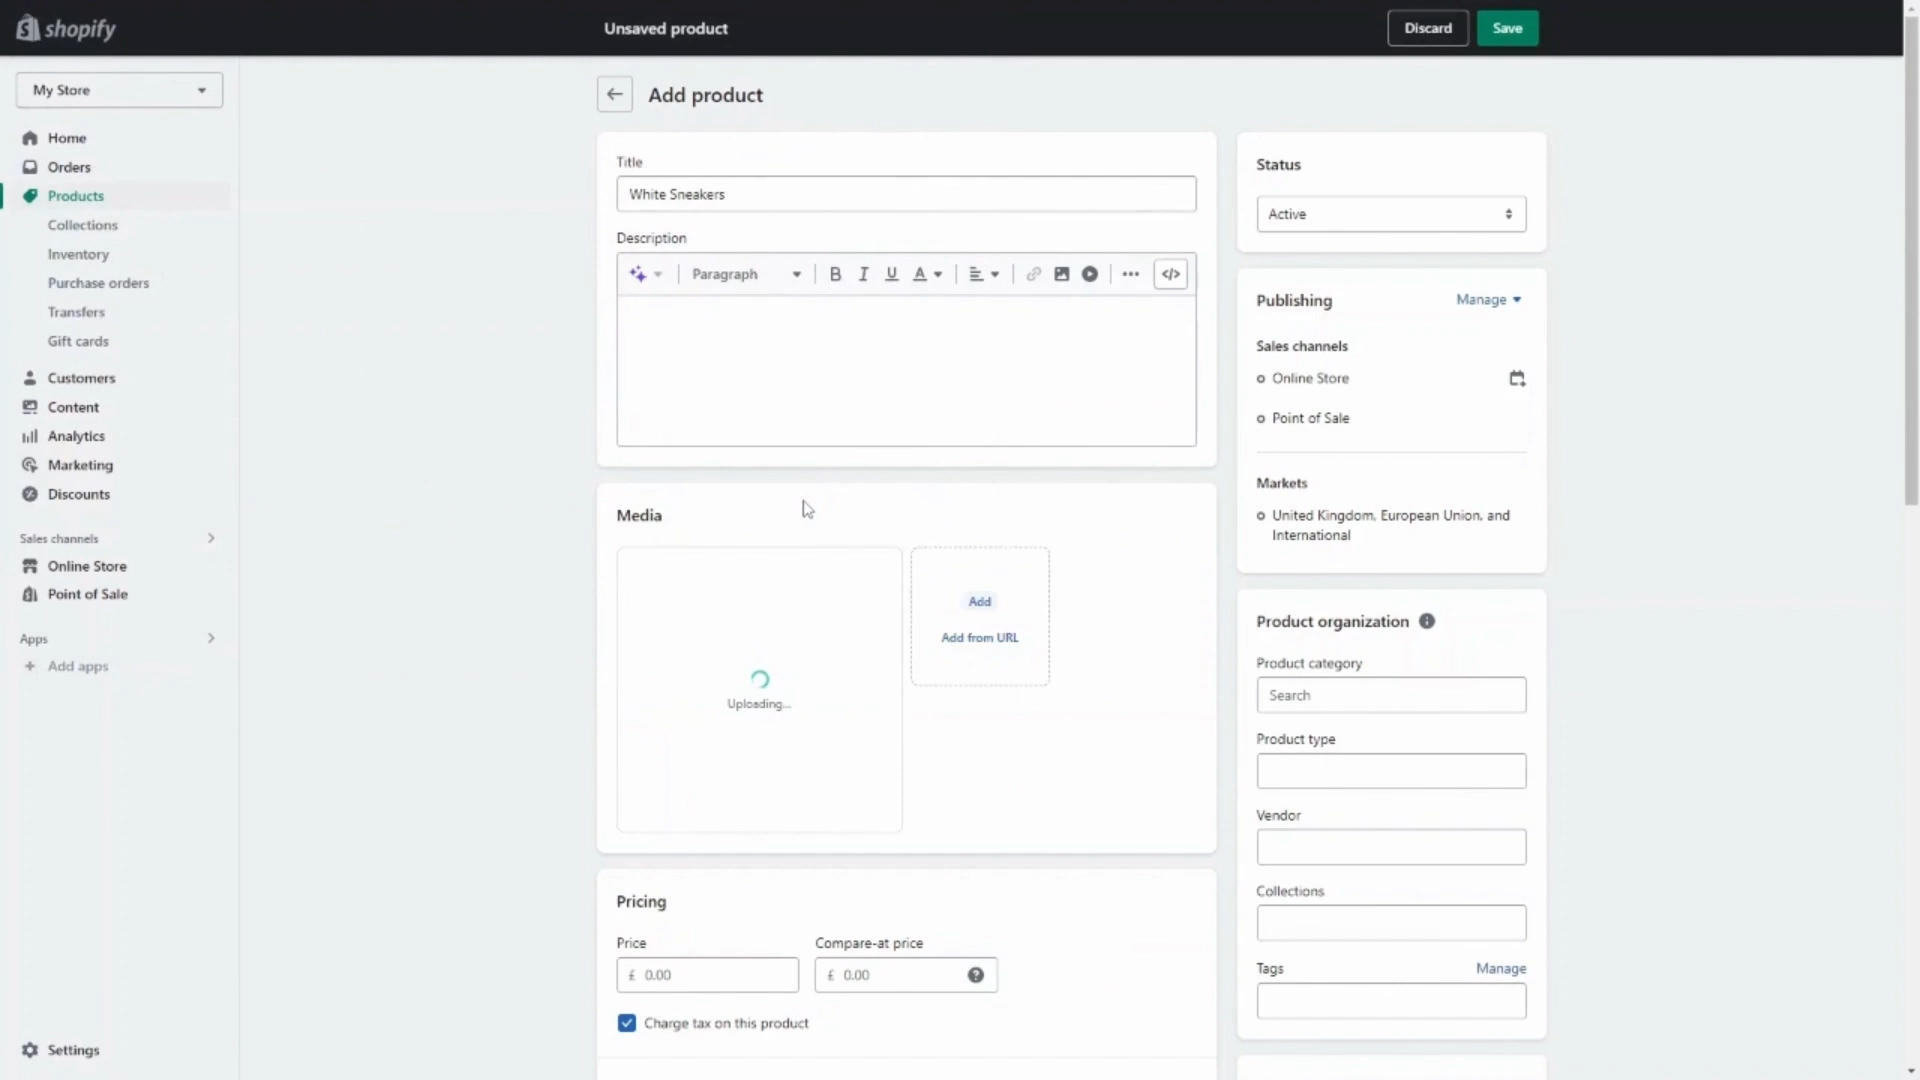 shopify
Unsaved product
Discard
Save
My Store
Home
Orders
Products
Collections
Inventory
Purchase orders
Transfers
Gift cards
Customers
Content
Analytics
Marketing
Discounts
Sales channels
Online Store
Point of Sale
Apps
Add apps
Settings
Add product
Title
White Sneakers
Description
Paragraph
B I U A
Media
Uploading...
Add
Add from URL
Pricing
Price
Compare-at price
£ 0.00
£ 0.00
Charge tax on this product
Status
Active
Publishing
Manage
Sales channels
Online Store
Point of Sale
Markets
United Kingdom, European Union, and
International
Product organization
Product category
Search
Product type
Vendor
Collections
Tags
Manage